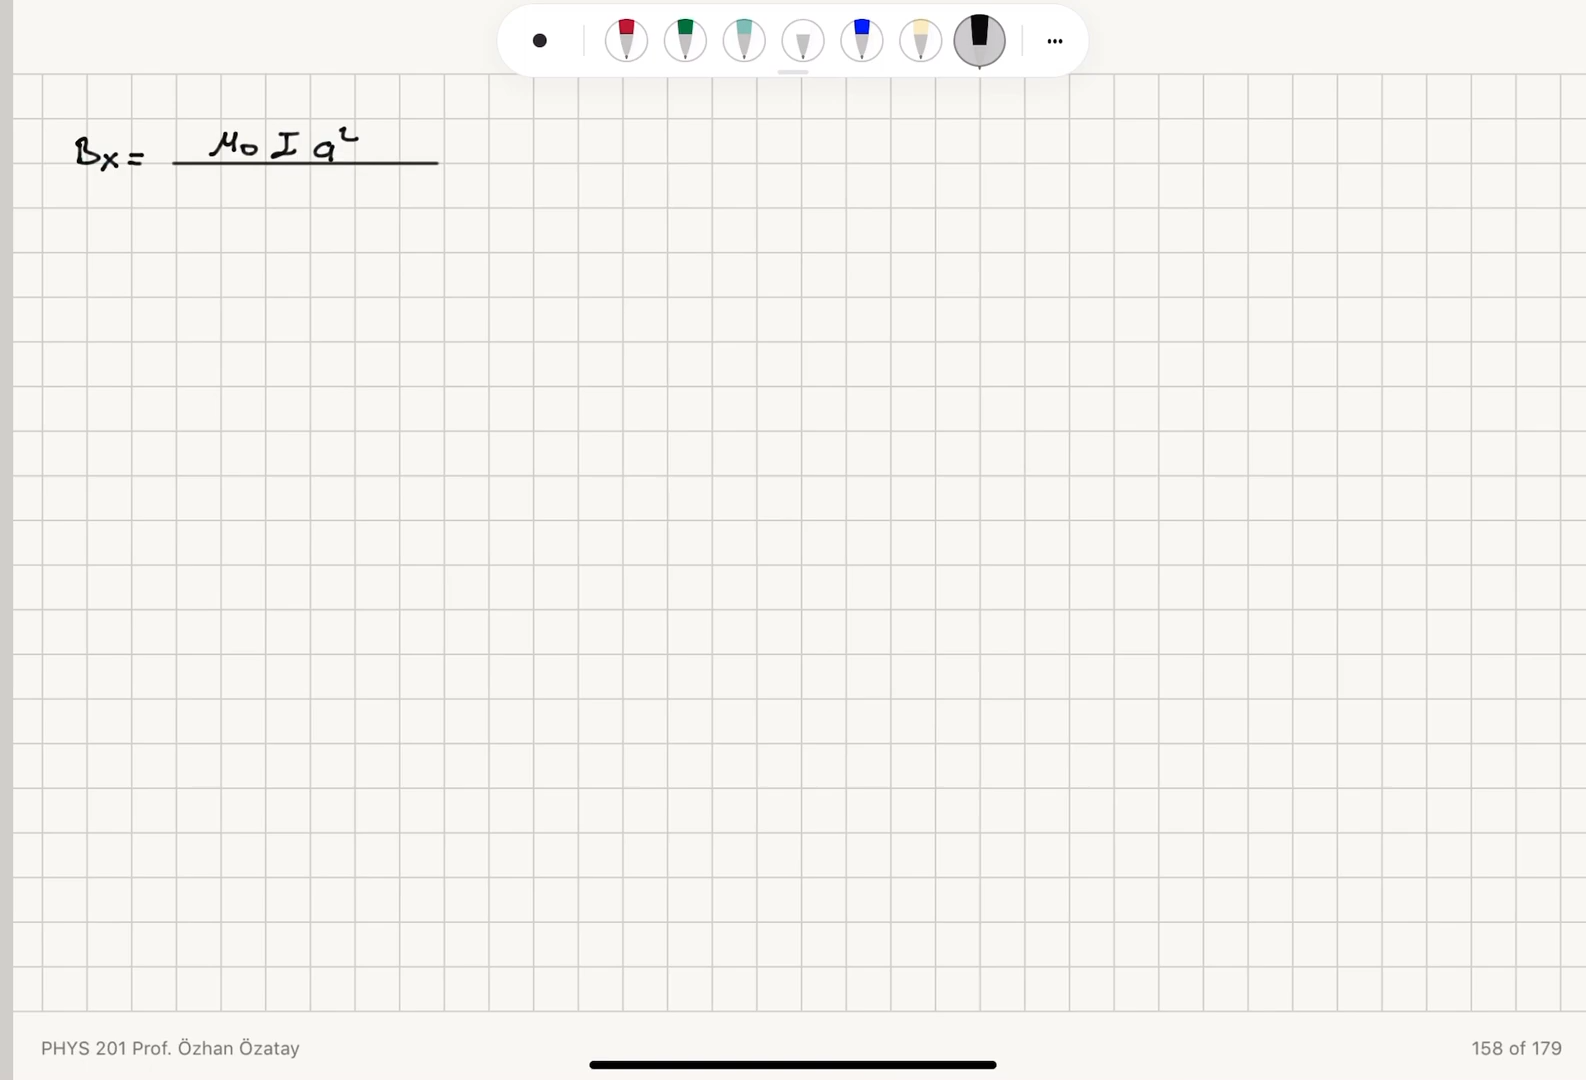 Bx = μ0 I a²
PHYS 201 Prof. Özhan Özatay
158 of 179